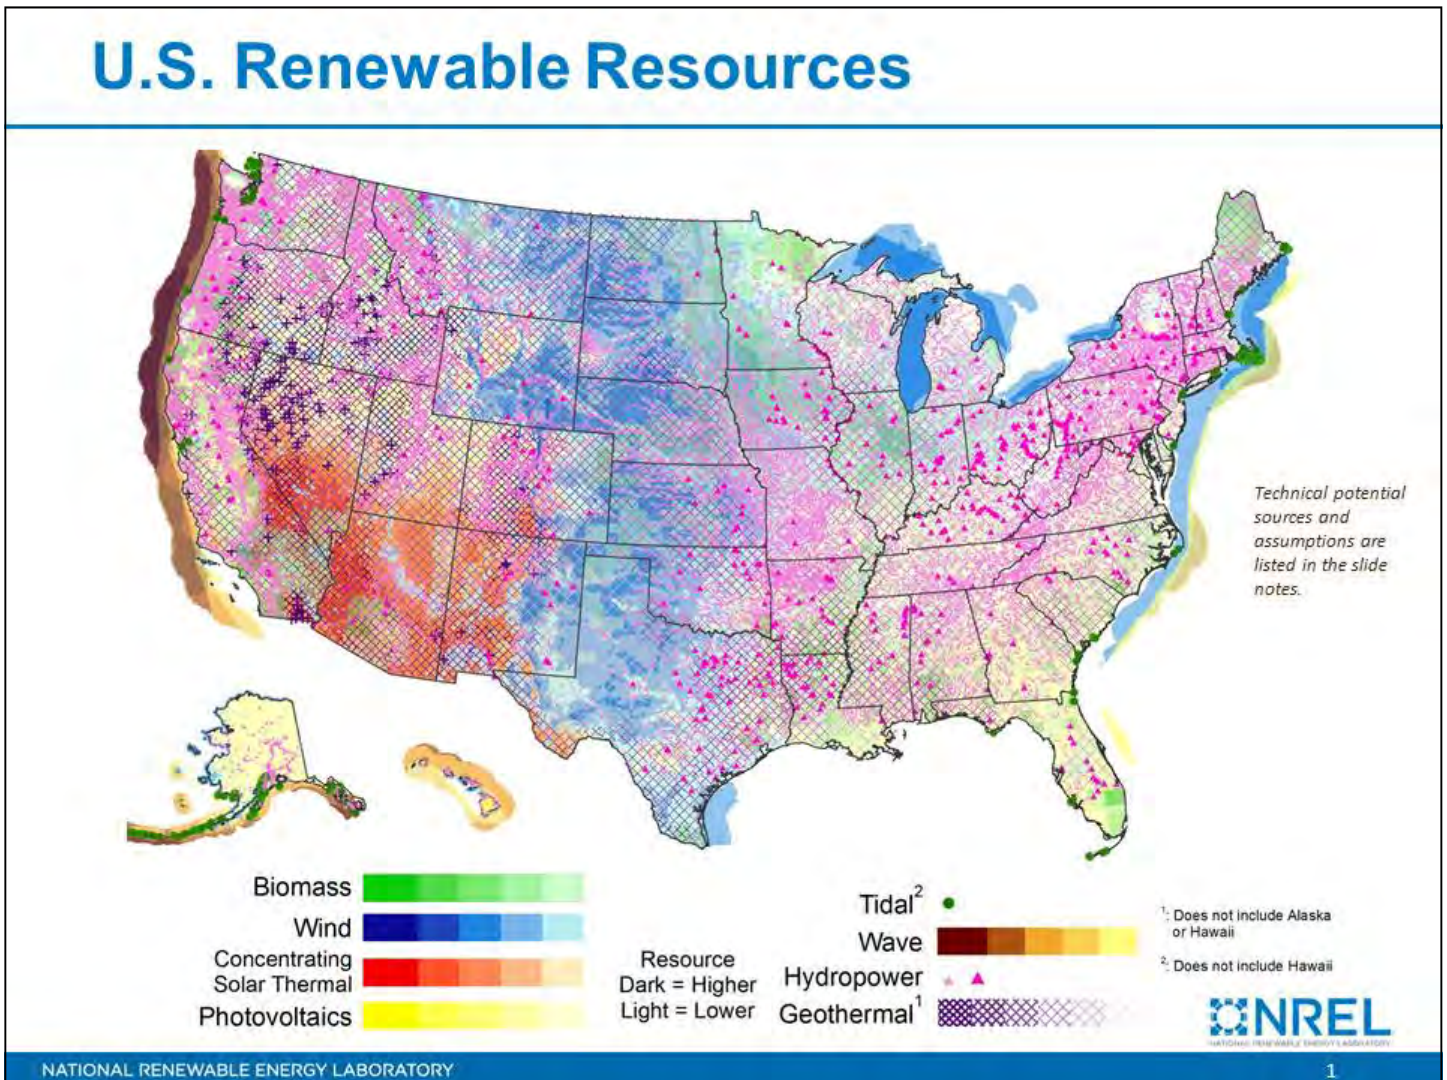 U.S. Renewable Resources
Technical potential
sources and
assumptions are
listed in the slide
notes.
Biomass
Wind
Concentrating
Solar Thermal
Photovoltaics
Resource
Dark = Higher
Light = Lower
Tidal²
Wave
Hydropower
Geothermal¹
¹: Does not include Alaska
or Hawaii
²: Does not include Hawaii
NREL
NATIONAL RENEWABLE ENERGY LABORATORY
NATIONAL RENEWABLE ENERGY LABORATORY
1